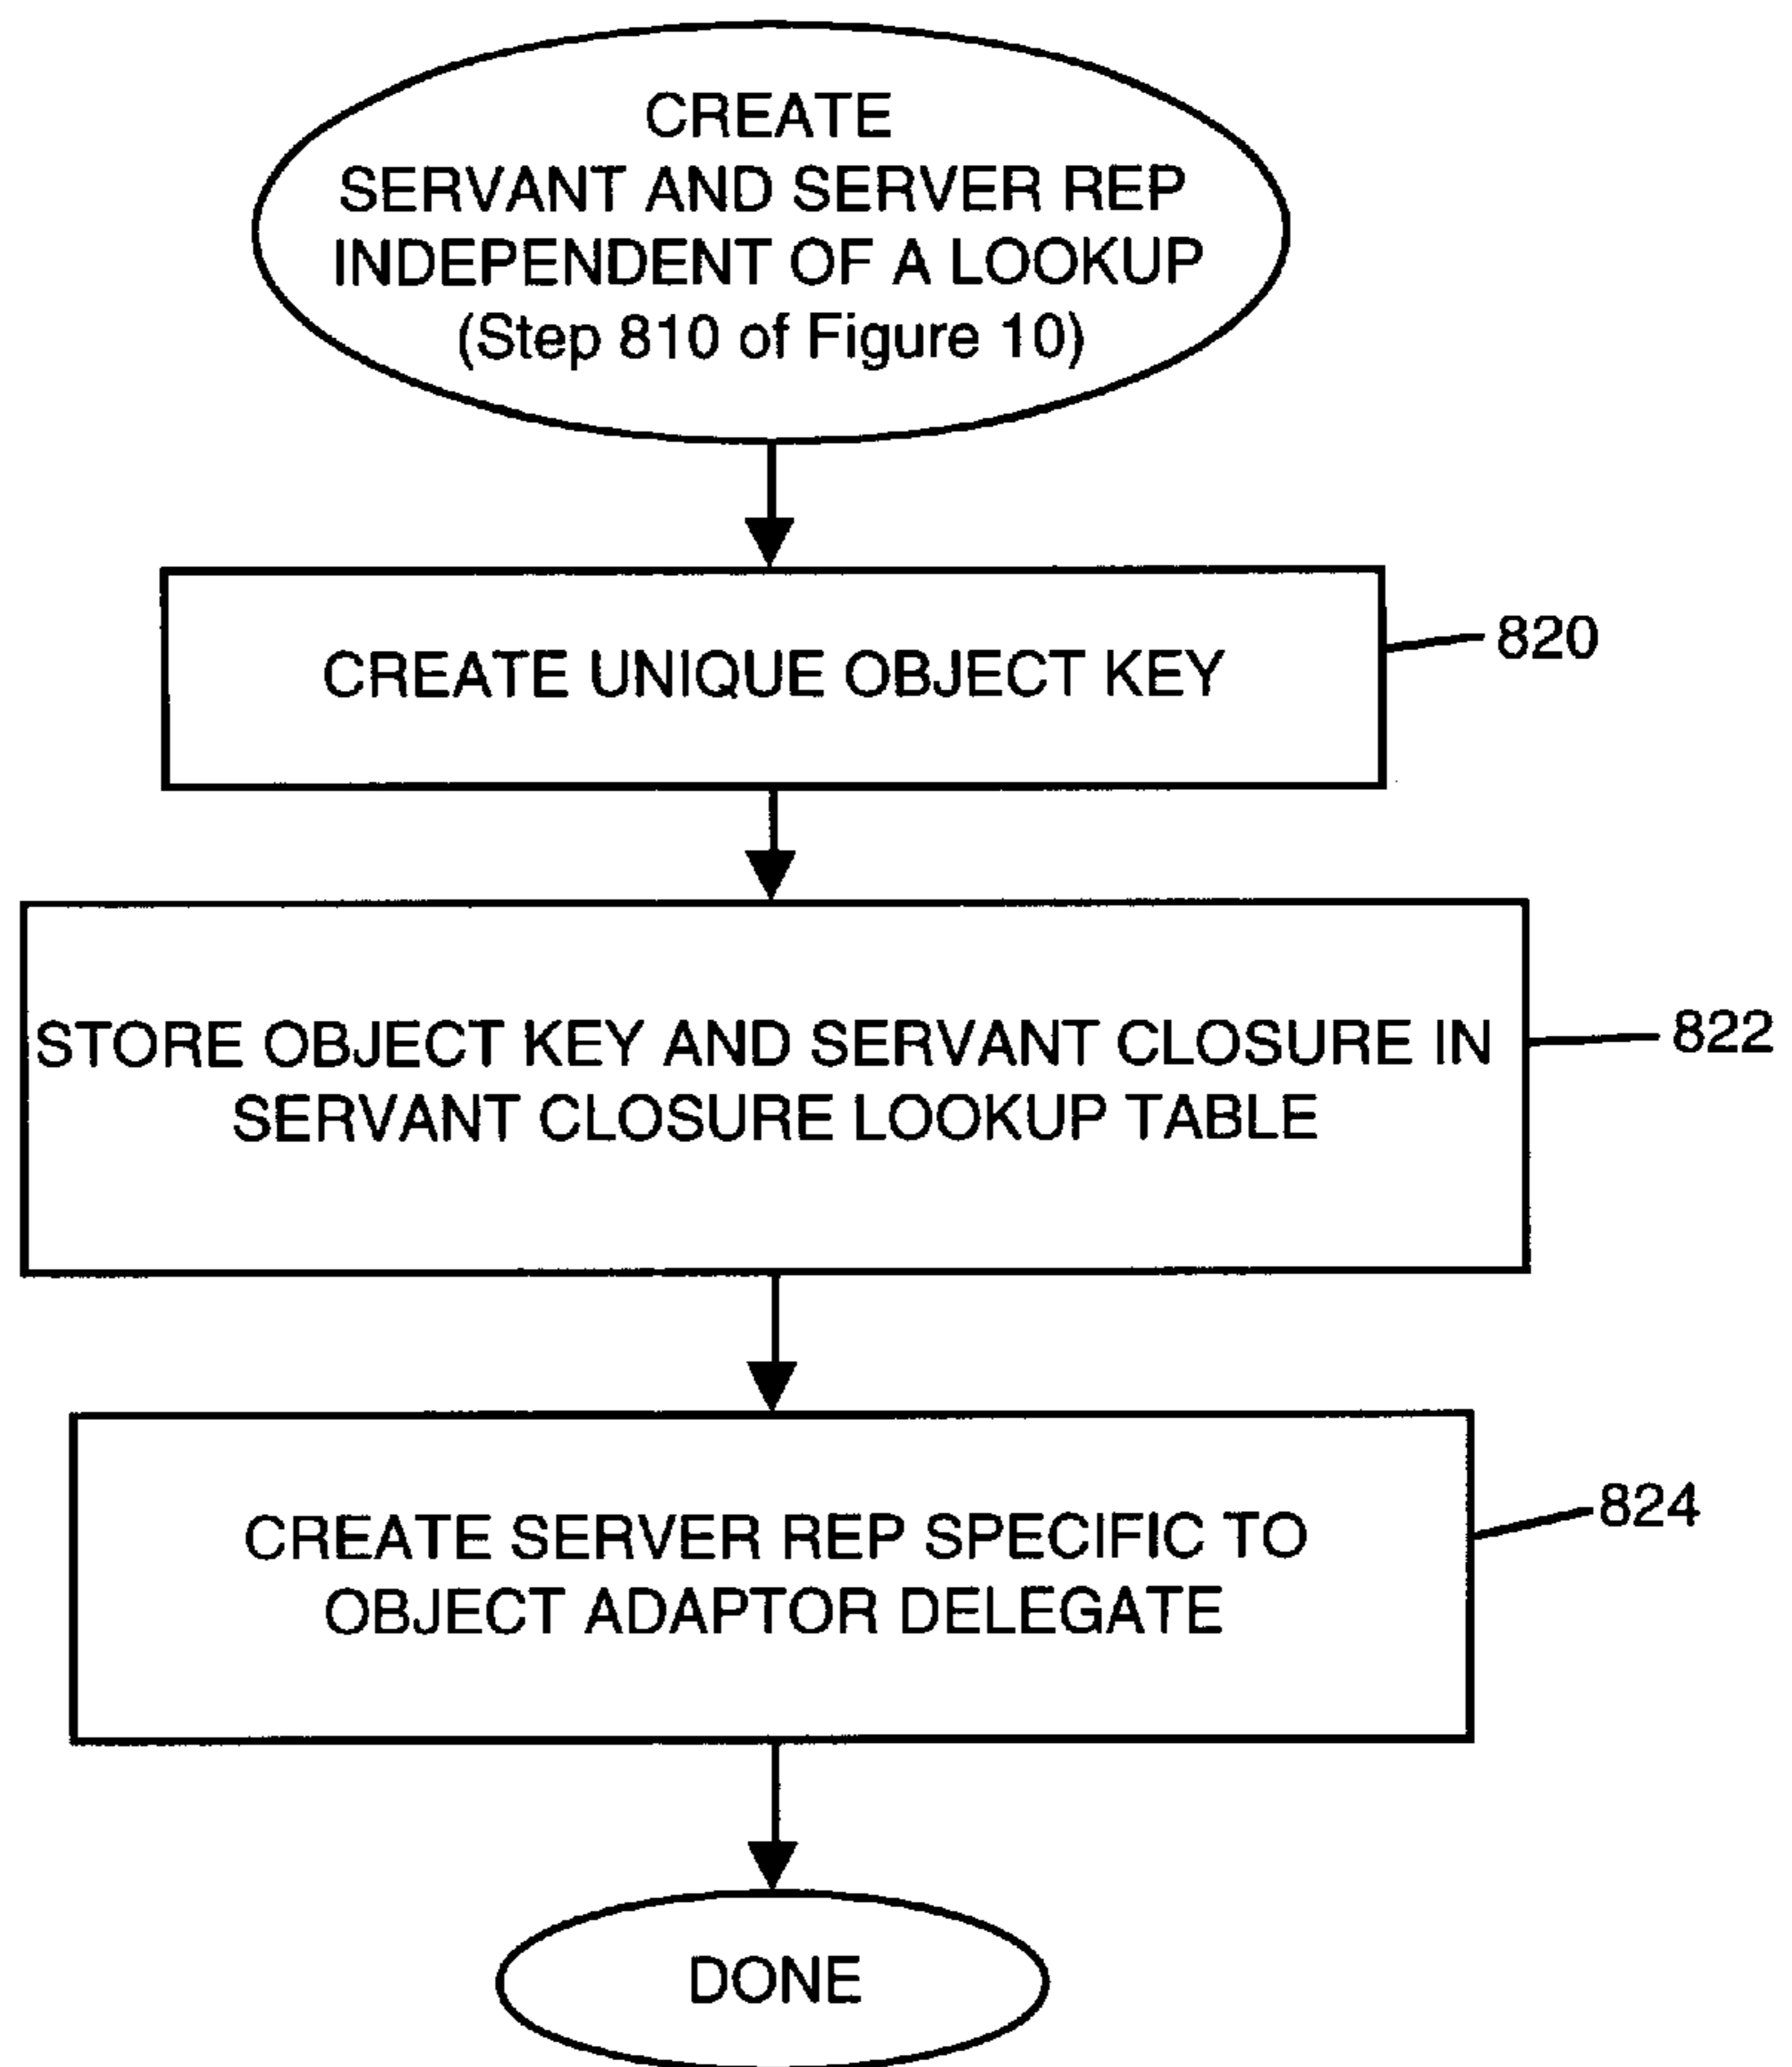 CREATE
SERVANT AND SERVER REP
INDEPENDENT OF A LOOKUP
(Step 810 of Figure 10)
CREATE UNIQUE OBJECT KEY
820
STORE OBJECT KEY AND SERVANT CLOSURE IN
SERVANT CLOSURE LOOKUP TABLE
822
CREATE SERVER REP SPECIFIC TO
OBJECT ADAPTOR DELEGATE
824
DONE